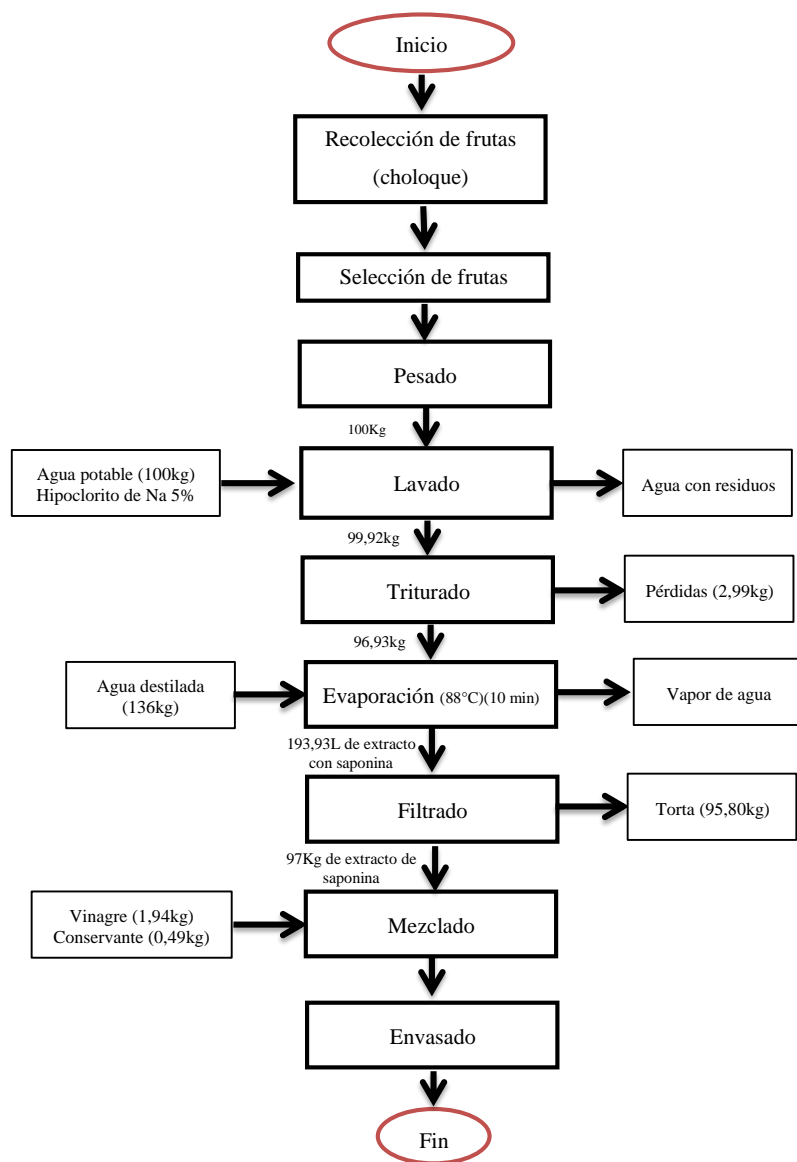 Inicio
Recolección de frutas
(choloque)
Selección de frutas
Pesado
100Kg
Agua potable (100kg)
Hipoclorito de Na 5%
Lavado
Agua con residuos
99,92kg
Triturado
Pérdidas (2,99kg)
96,93kg
Agua destilada
(136kg)
Evaporación (88°C)(10 min)
Vapor de agua
193,93L de extracto
con saponina
Filtrado
Torta (95,80kg)
97Kg de extracto de
saponina
Vinagre (1,94kg)
Conservante (0,49kg)
Mezclado
Envasado
Fin